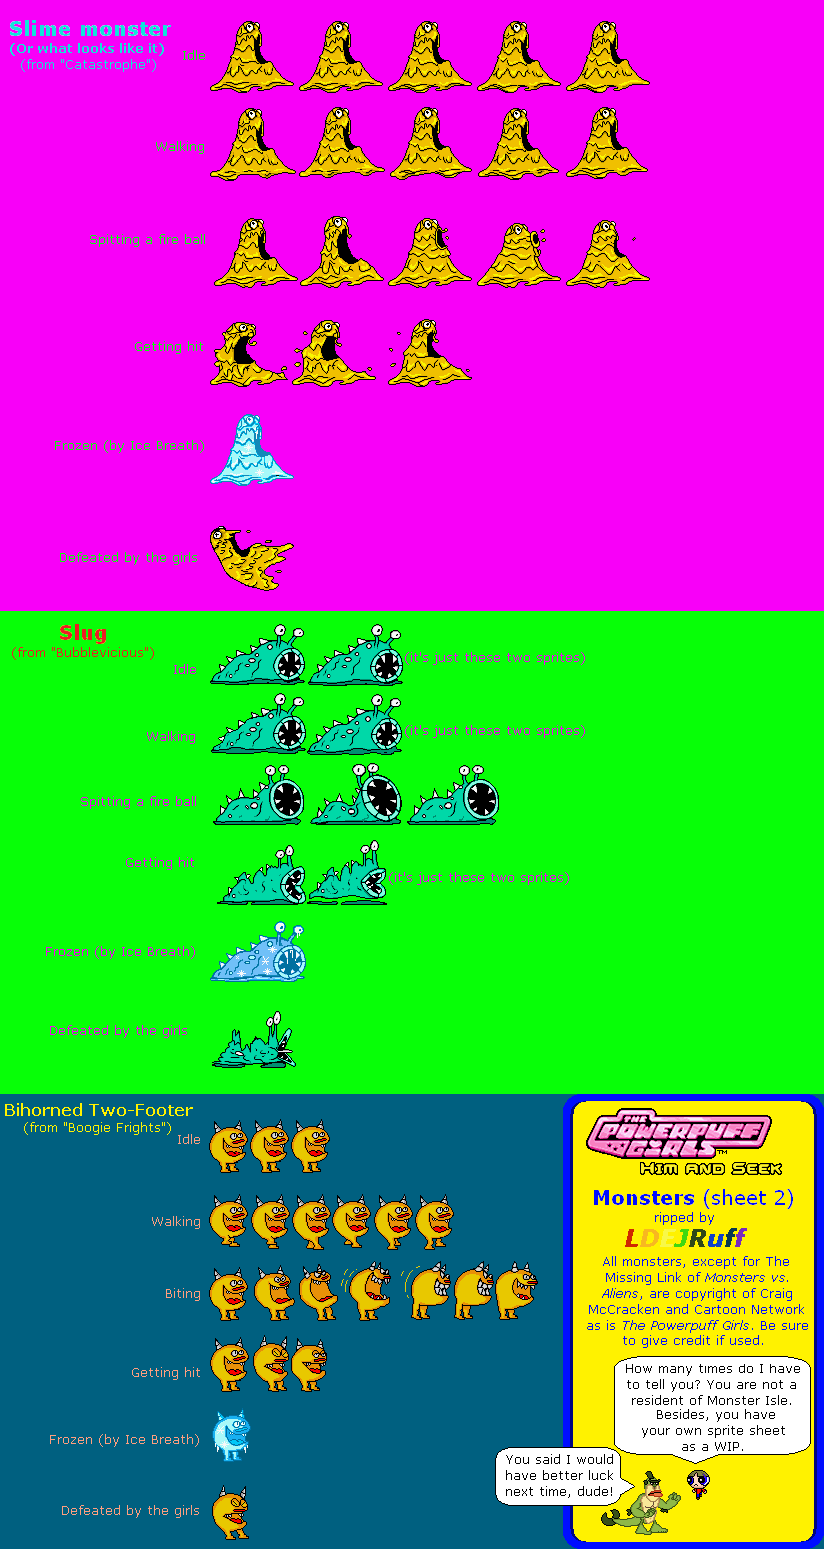 Slime monster
(Or what looks like it)
(from "Catastrophe")
Idle
Walking
Spitting a fire ball
Getting hit
Frozen (by Ice Breath)
Defeated by the girls
Slug
(from "Bubblevicious")
Idle
(it's just these two sprites)
Walking
(it's just these two sprites)
Spitting a fire ball
Getting hit
(it's just these two sprites)
Frozen (by Ice Breath)
Defeated by the girls
Bihorned Two-Footer
(from "Boogie Frights")
Idle
Walking
Biting
Getting hit
Frozen (by Ice Breath)
Defeated by the girls
THE
POWERPUFF
GIRLS™
HIM AND SEEK
Monsters (sheet 2)
ripped by
LDEJRuff
All monsters, except for The
Missing Link of Monsters vs.
Aliens, are copyright of Craig
McCracken and Cartoon Network
as is The Powerpuff Girls. Be sure
to give credit if used.
How many times do I have
to tell you? You are not a
resident of Monster Isle.
Besides, you have
your own sprite sheet
as a WIP.
You said I would
have better luck
next time, dude!